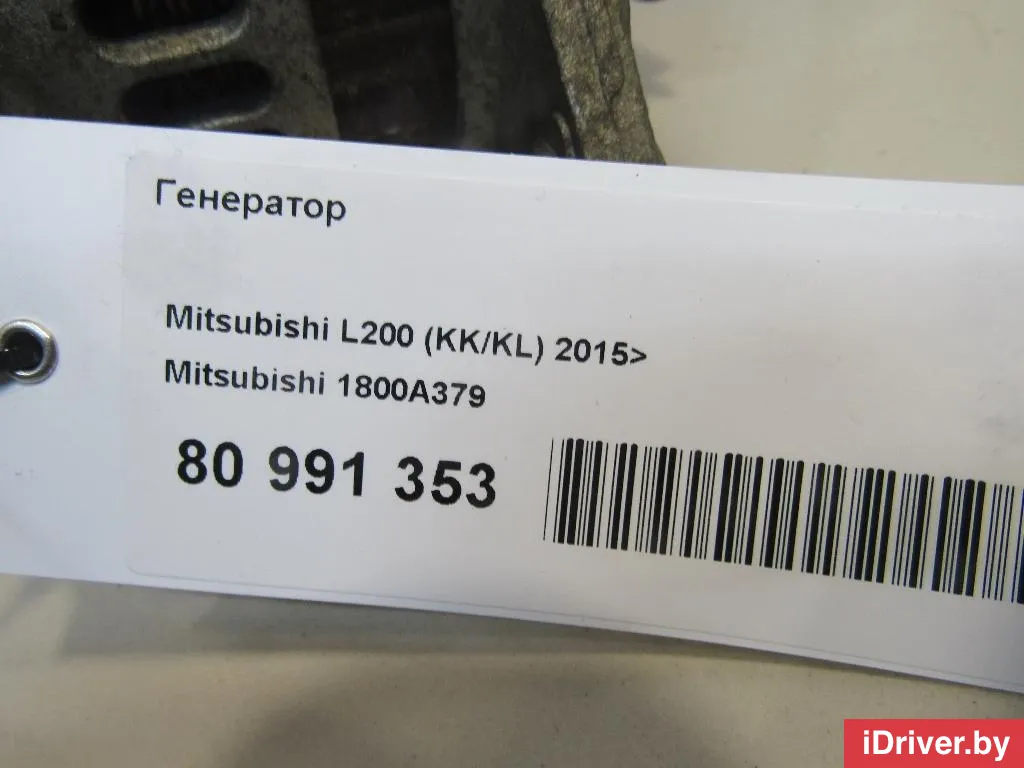 Генератор
Mitsubishi L200 (KK/KL) 2015>
Mitsubishi 1800A379
80 991 353
iDriver.by